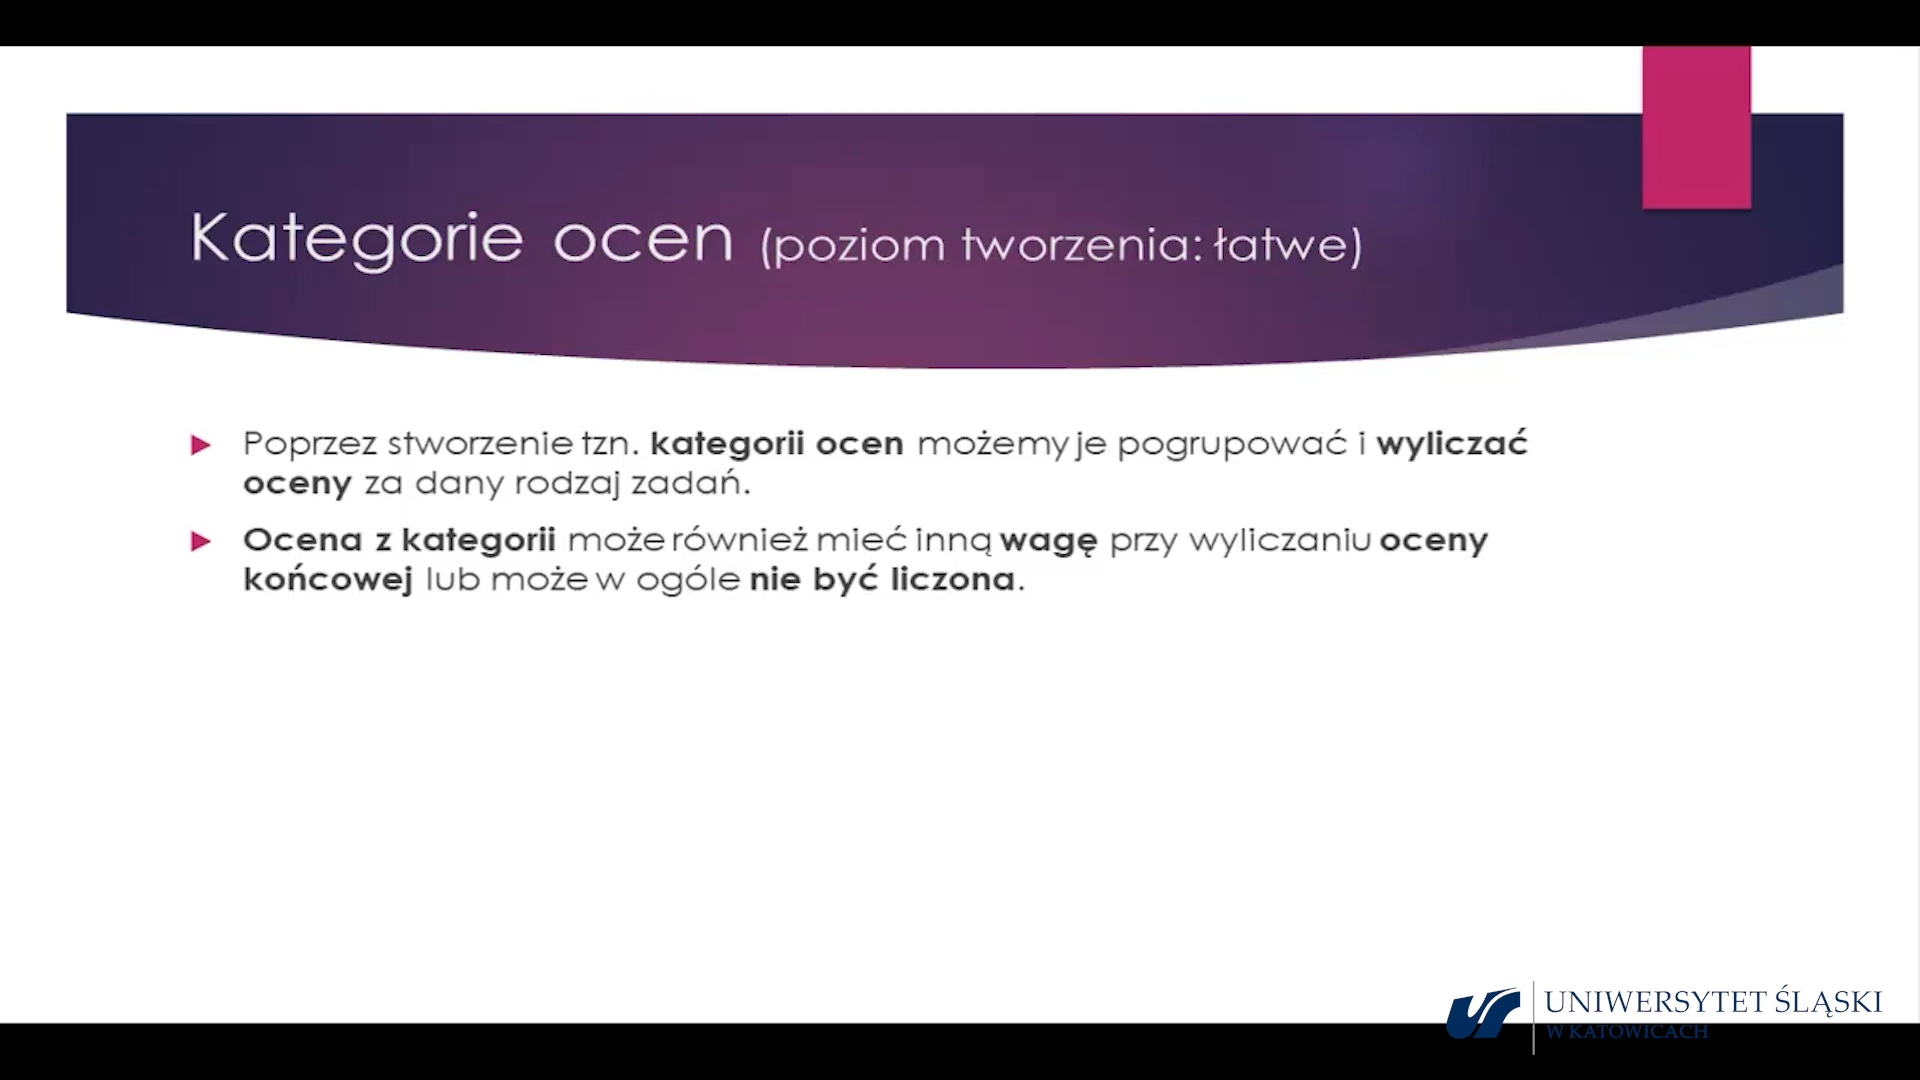 Kategorie ocen (poziom tworzenia: łatwe)
Poprzez stworzenie tzn. kategorii ocen możemy je pogrupować i wyliczać
oceny za dany rodzaj zadań.
Ocena z kategorii może również mieć inną wagę przy wyliczaniu oceny
końcowej lub może w ogóle nie być liczona.
UNIWERSYTET ŚLĄSKI
W KATOWICACH